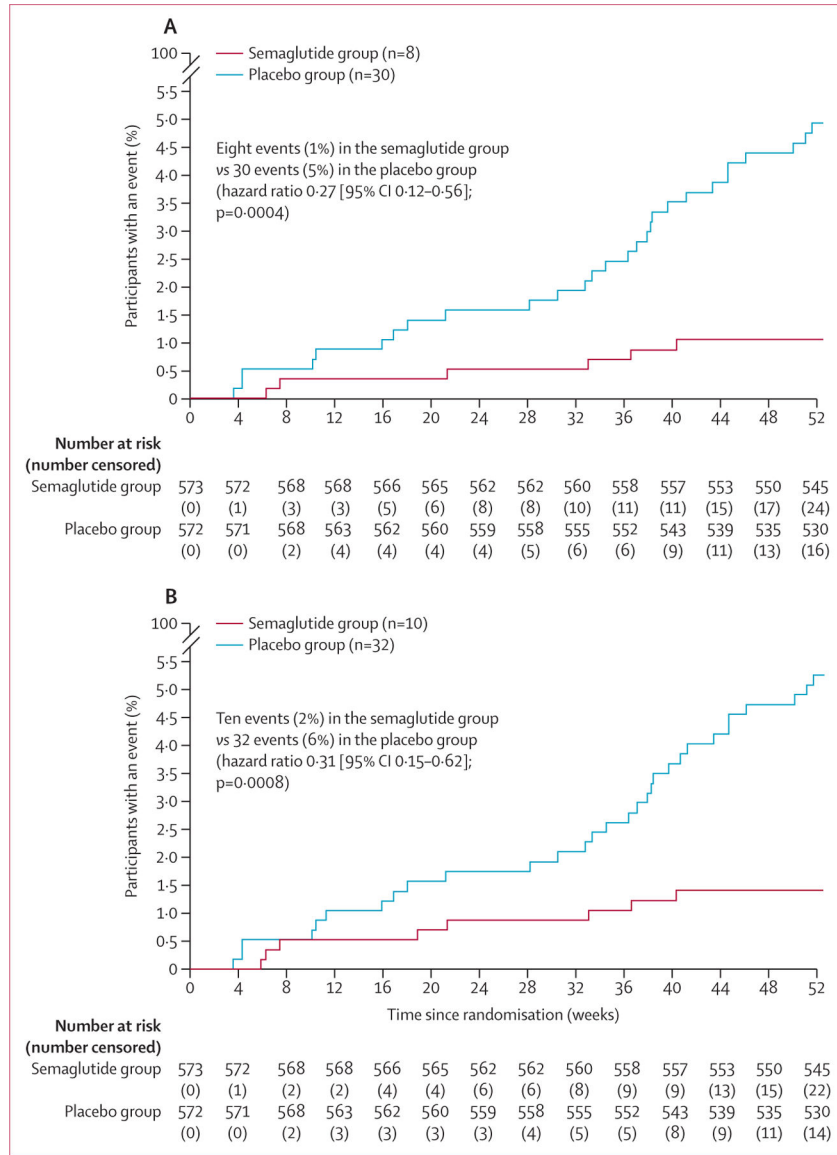 A
Semaglutide group (n=8)
Placebo group (n=30)
Eight events (1%) in the semaglutide group
vs 30 events (5%) in the placebo group
(hazard ratio 0·27 [95% CI 0·12–0·56];
p=0·0004)
Participants with an event (%)
100
5·5
5·0
4·5
4·0
3·5
3·0
2·5
2·0
1·5
1·0
0·5
0
0 4 8 12 16 20 24 28 32 36 40 44 48 52
Number at risk
(number censored)
Semaglutide group 573 572 568 568 566 565 562 562 560 558 557 553 550 545
(0) (1) (3) (3) (5) (6) (8) (8) (10) (11) (11) (15) (17) (24)
Placebo group 572 571 568 563 562 560 559 558 555 552 543 539 535 530
(0) (0) (2) (4) (4) (4) (4) (5) (6) (6) (9) (11) (13) (16)
B
Semaglutide group (n=10)
Placebo group (n=32)
Ten events (2%) in the semaglutide group
vs 32 events (6%) in the placebo group
(hazard ratio 0·31 [95% CI 0·15–0·62];
p=0·0008)
Participants with an event (%)
100
5·5
5·0
4·5
4·0
3·5
3·0
2·5
2·0
1·5
1·0
0·5
0
0 4 8 12 16 20 24 28 32 36 40 44 48 52
Time since randomisation (weeks)
Number at risk
(number censored)
Semaglutide group 573 572 568 568 566 565 562 562 560 558 557 553 550 545
(0) (1) (2) (2) (4) (4) (6) (6) (8) (9) (9) (13) (15) (22)
Placebo group 572 571 568 563 562 560 559 558 555 552 543 539 535 530
(0) (0) (2) (3) (3) (3) (3) (4) (5) (5) (8) (9) (11) (14)